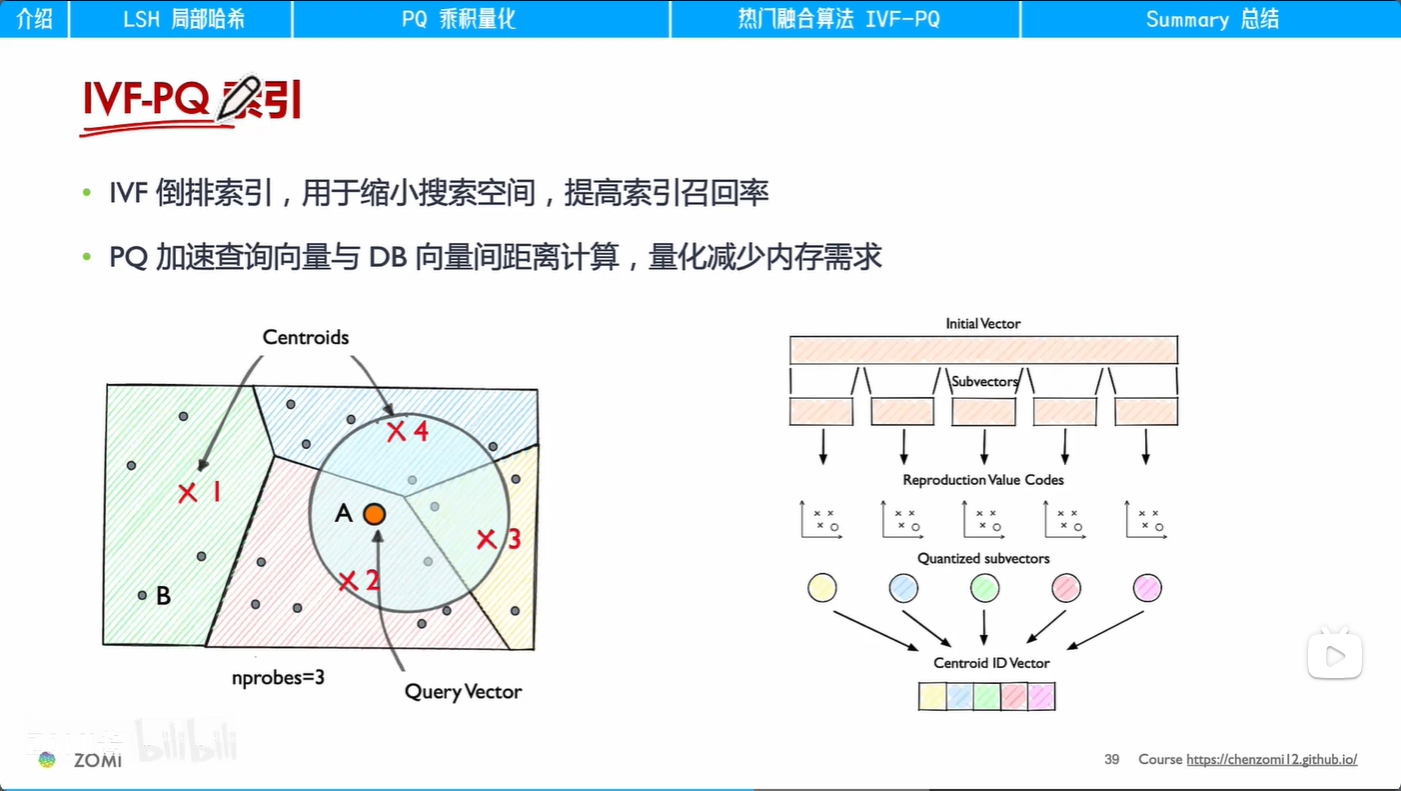 介绍
LSH 局部哈希
PQ 乘积量化
热门融合算法 IVF-PQ
Summary 总结
IVF-PQ 索引
• IVF 倒排索引，用于缩小搜索空间，提高索引召回率
• PQ 加速查询向量与 DB 向量间距离计算，量化减少内存需求
Centroids
× 4
× 1
A
× 3
× 2
B
nprobes=3
Query Vector
Initial Vector
Subvectors
Reproduction Value Codes
Quantized subvectors
Centroid ID Vector
bilibili
ZOMI
39
Course https://chenzomi12.github.io/